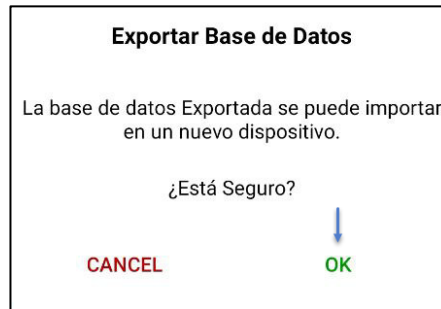 Exportar Base de Datos
La base de datos Exportada se puede importar
en un nuevo dispositivo.
¿Está Seguro?
CANCEL OK